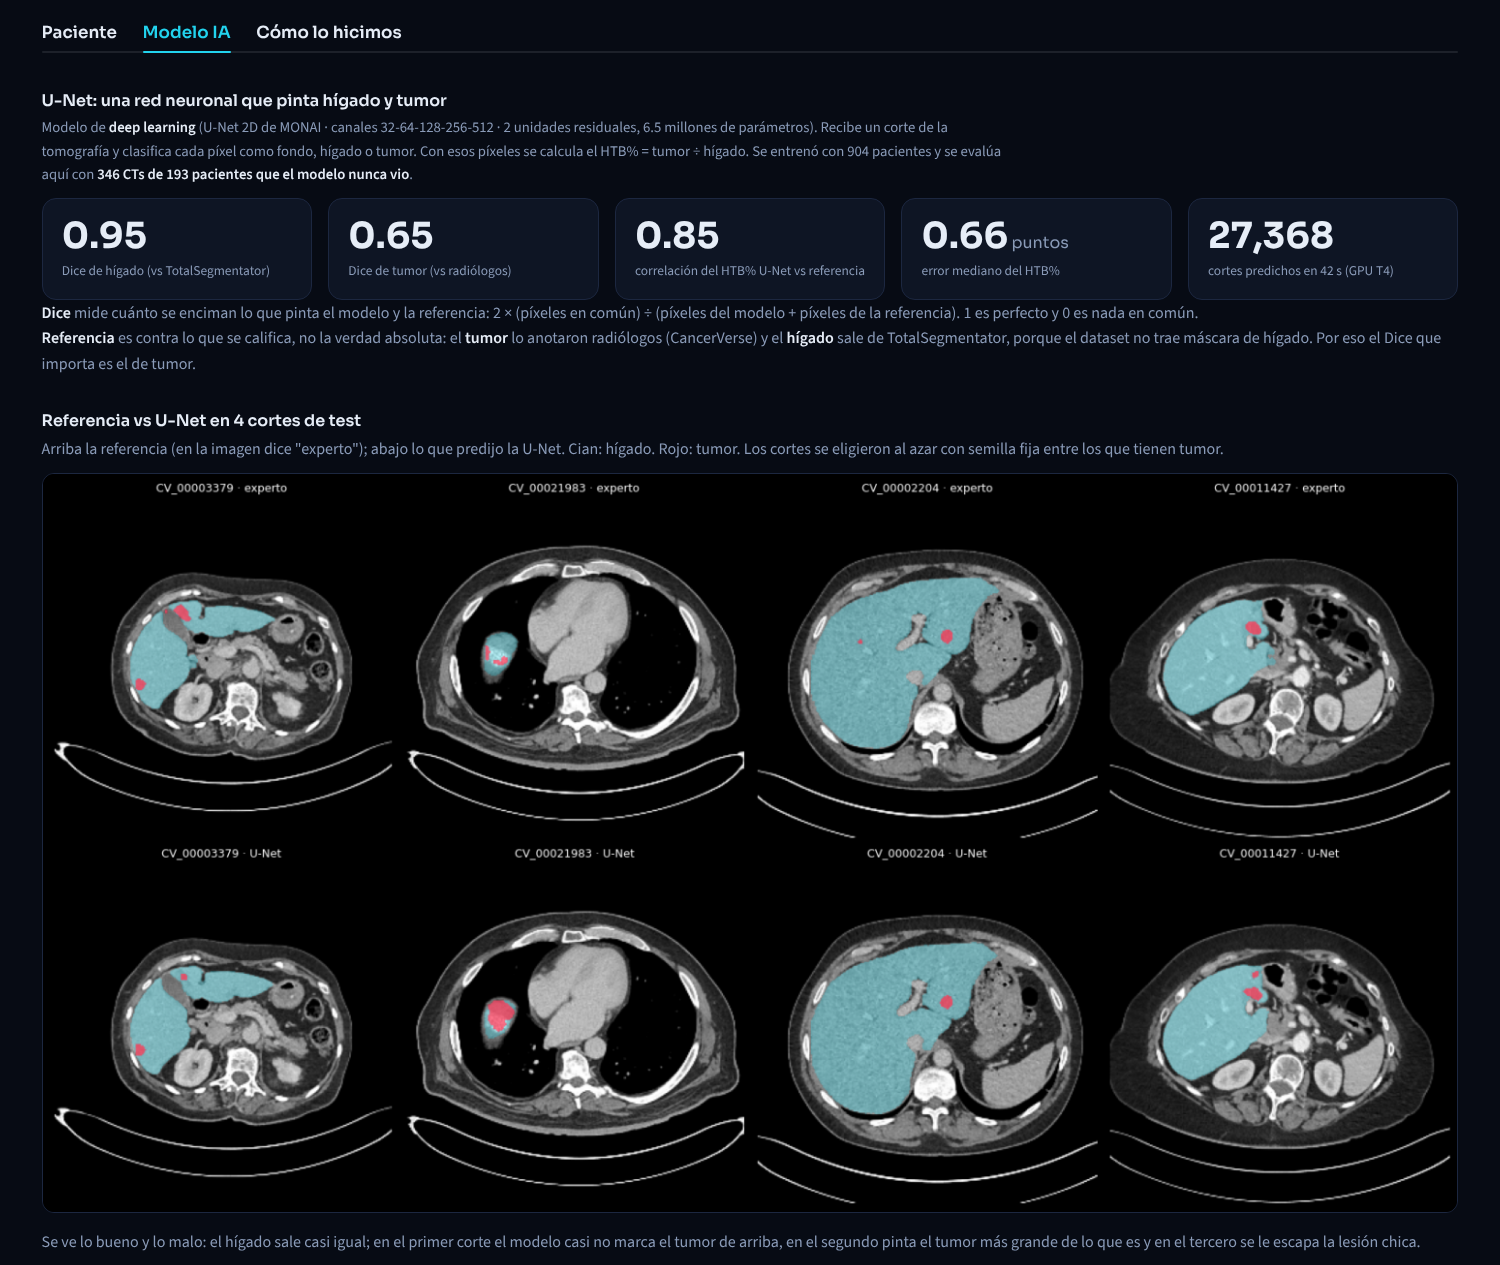 Paciente Modelo IA Cómo lo hicimos
U-Net: una red neuronal que pinta hígado y tumor
Modelo de deep learning (U-Net 2D de MONAI · canales 32-64-128-256-512 · 2 unidades residuales, 6.5 millones de parámetros). Recibe un corte de la
tomografía y clasifica cada píxel como fondo, hígado o tumor. Con esos píxeles se calcula el HTB% = tumor ÷ hígado. Se entrenó con 904 pacientes y se evalúa
aquí con 346 CTs de 193 pacientes que el modelo nunca vio.
0.95
Dice de hígado (vs TotalSegmentator)
0.65
Dice de tumor (vs radiólogos)
0.85
correlación del HTB% U-Net vs referencia
0.66 puntos
error mediano del HTB%
27,368
cortes predichos en 42 s (GPU T4)
Dice mide cuánto se enciman lo que pinta el modelo y la referencia: 2 × (píxeles en común) ÷ (píxeles del modelo + píxeles de la referencia). 1 es perfecto y 0 es nada en común.
Referencia es contra lo que se califica, no la verdad absoluta: el tumor lo anotaron radiólogos (CancerVerse) y el hígado sale de TotalSegmentator, porque el dataset no trae máscara de hígado. Por eso el Dice que
importa es el de tumor.
Referencia vs U-Net en 4 cortes de test
Arriba la referencia (en la imagen dice "experto"); abajo lo que predijo la U-Net. Cian: hígado. Rojo: tumor. Los cortes se eligieron al azar con semilla fija entre los que tienen tumor.
CV_00003379 · experto
CV_00021983 · experto
CV_00002204 · experto
CV_00011427 · experto
CV_00003379 · U-Net
CV_00021983 · U-Net
CV_00002204 · U-Net
CV_00011427 · U-Net
Se ve lo bueno y lo malo: el hígado sale casi igual; en el primer corte el modelo casi no marca el tumor de arriba, en el segundo pinta el tumor más grande de lo que es y en el tercero se le escapa la lesión chica.